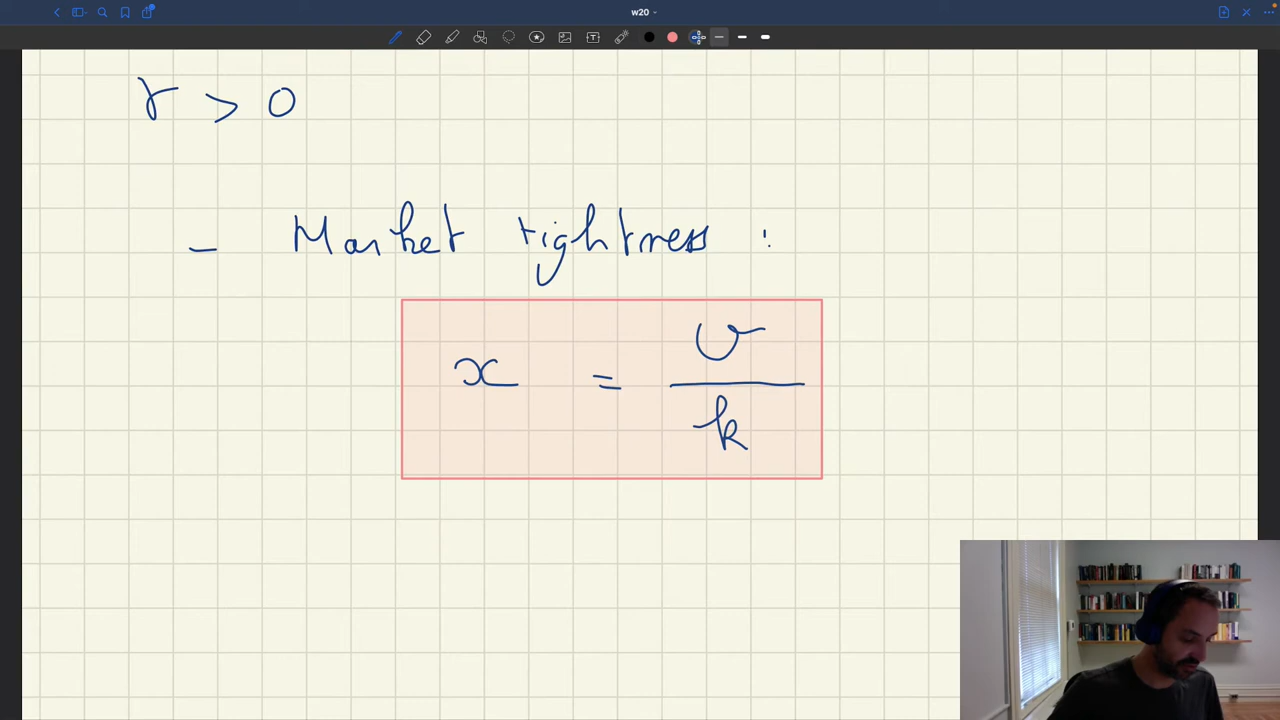 w20
γ > 0
- Market tightness :
x = v / k